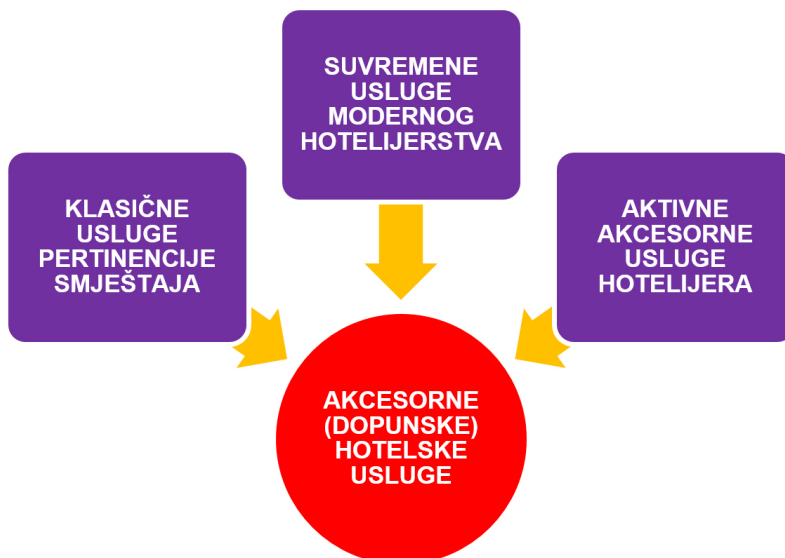 SUVREMENE
USLUGE
MODERNOG
HOTELIJERSTVA
KLASIČNE
USLUGE
PERTINENCIJE
SMJEŠTAJA
AKTIVNE
AKCESORNE
USLUGE
HOTELIJERA
AKCESORNE
(DOPUNSKE)
HOTELSKE
USLUGE